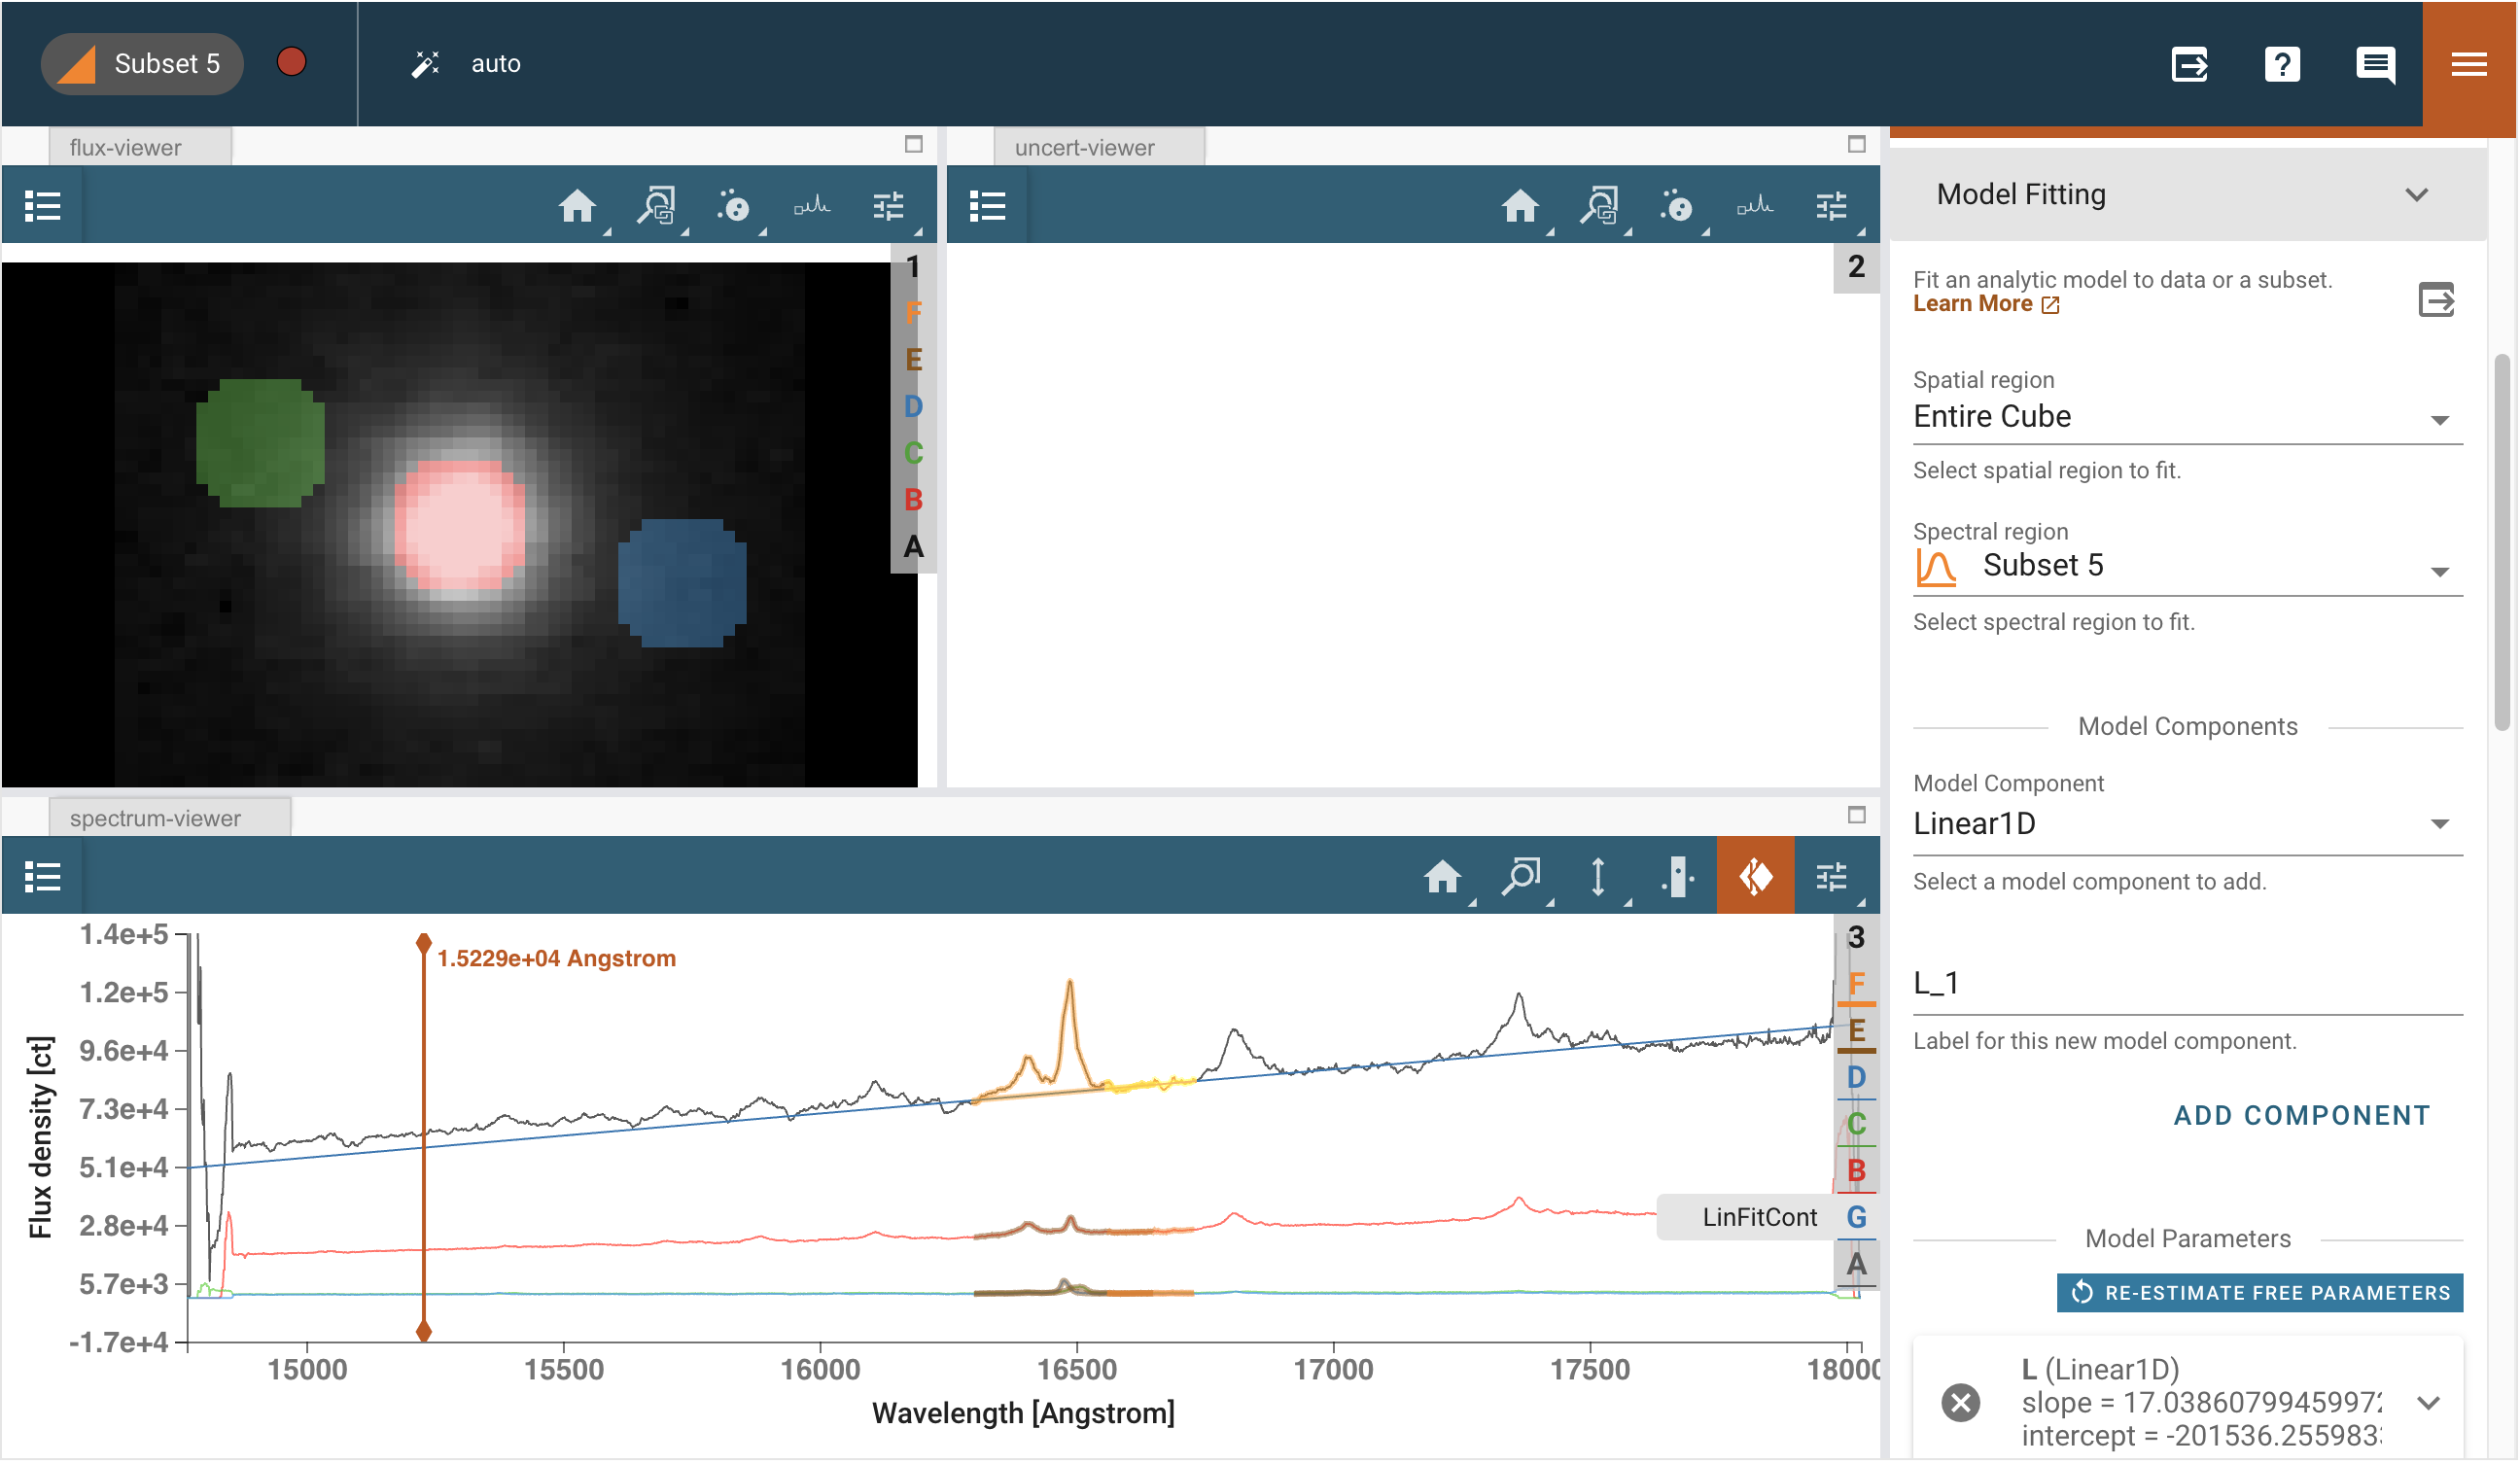 Subset 5
auto
flux-viewer
uncert-viewer
1
F
E
D
C
B
A
2
spectrum-viewer
1.4e+5
1.2e+5
9.6e+4
7.3e+4
5.1e+4
2.8e+4
5.7e+3
-1.7e+4
Flux density [ct]
1.5229e+04 Angstrom
3
F
E
D
C
B
LinFitCont G
A
15000 15500 16000 16500 17000 17500 18000
Wavelength [Angstrom]
Model Fitting
Fit an analytic model to data or a subset.
Learn More
Spatial region
Entire Cube
Select spatial region to fit.
Spectral region
Subset 5
Select spectral region to fit.
Model Components
Model Component
Linear1D
Select a model component to add.
L_1
Label for this new model component.
ADD COMPONENT
Model Parameters
RE-ESTIMATE FREE PARAMETERS
L (Linear1D)
slope = 17.038607994599
intercept = -201536.255983